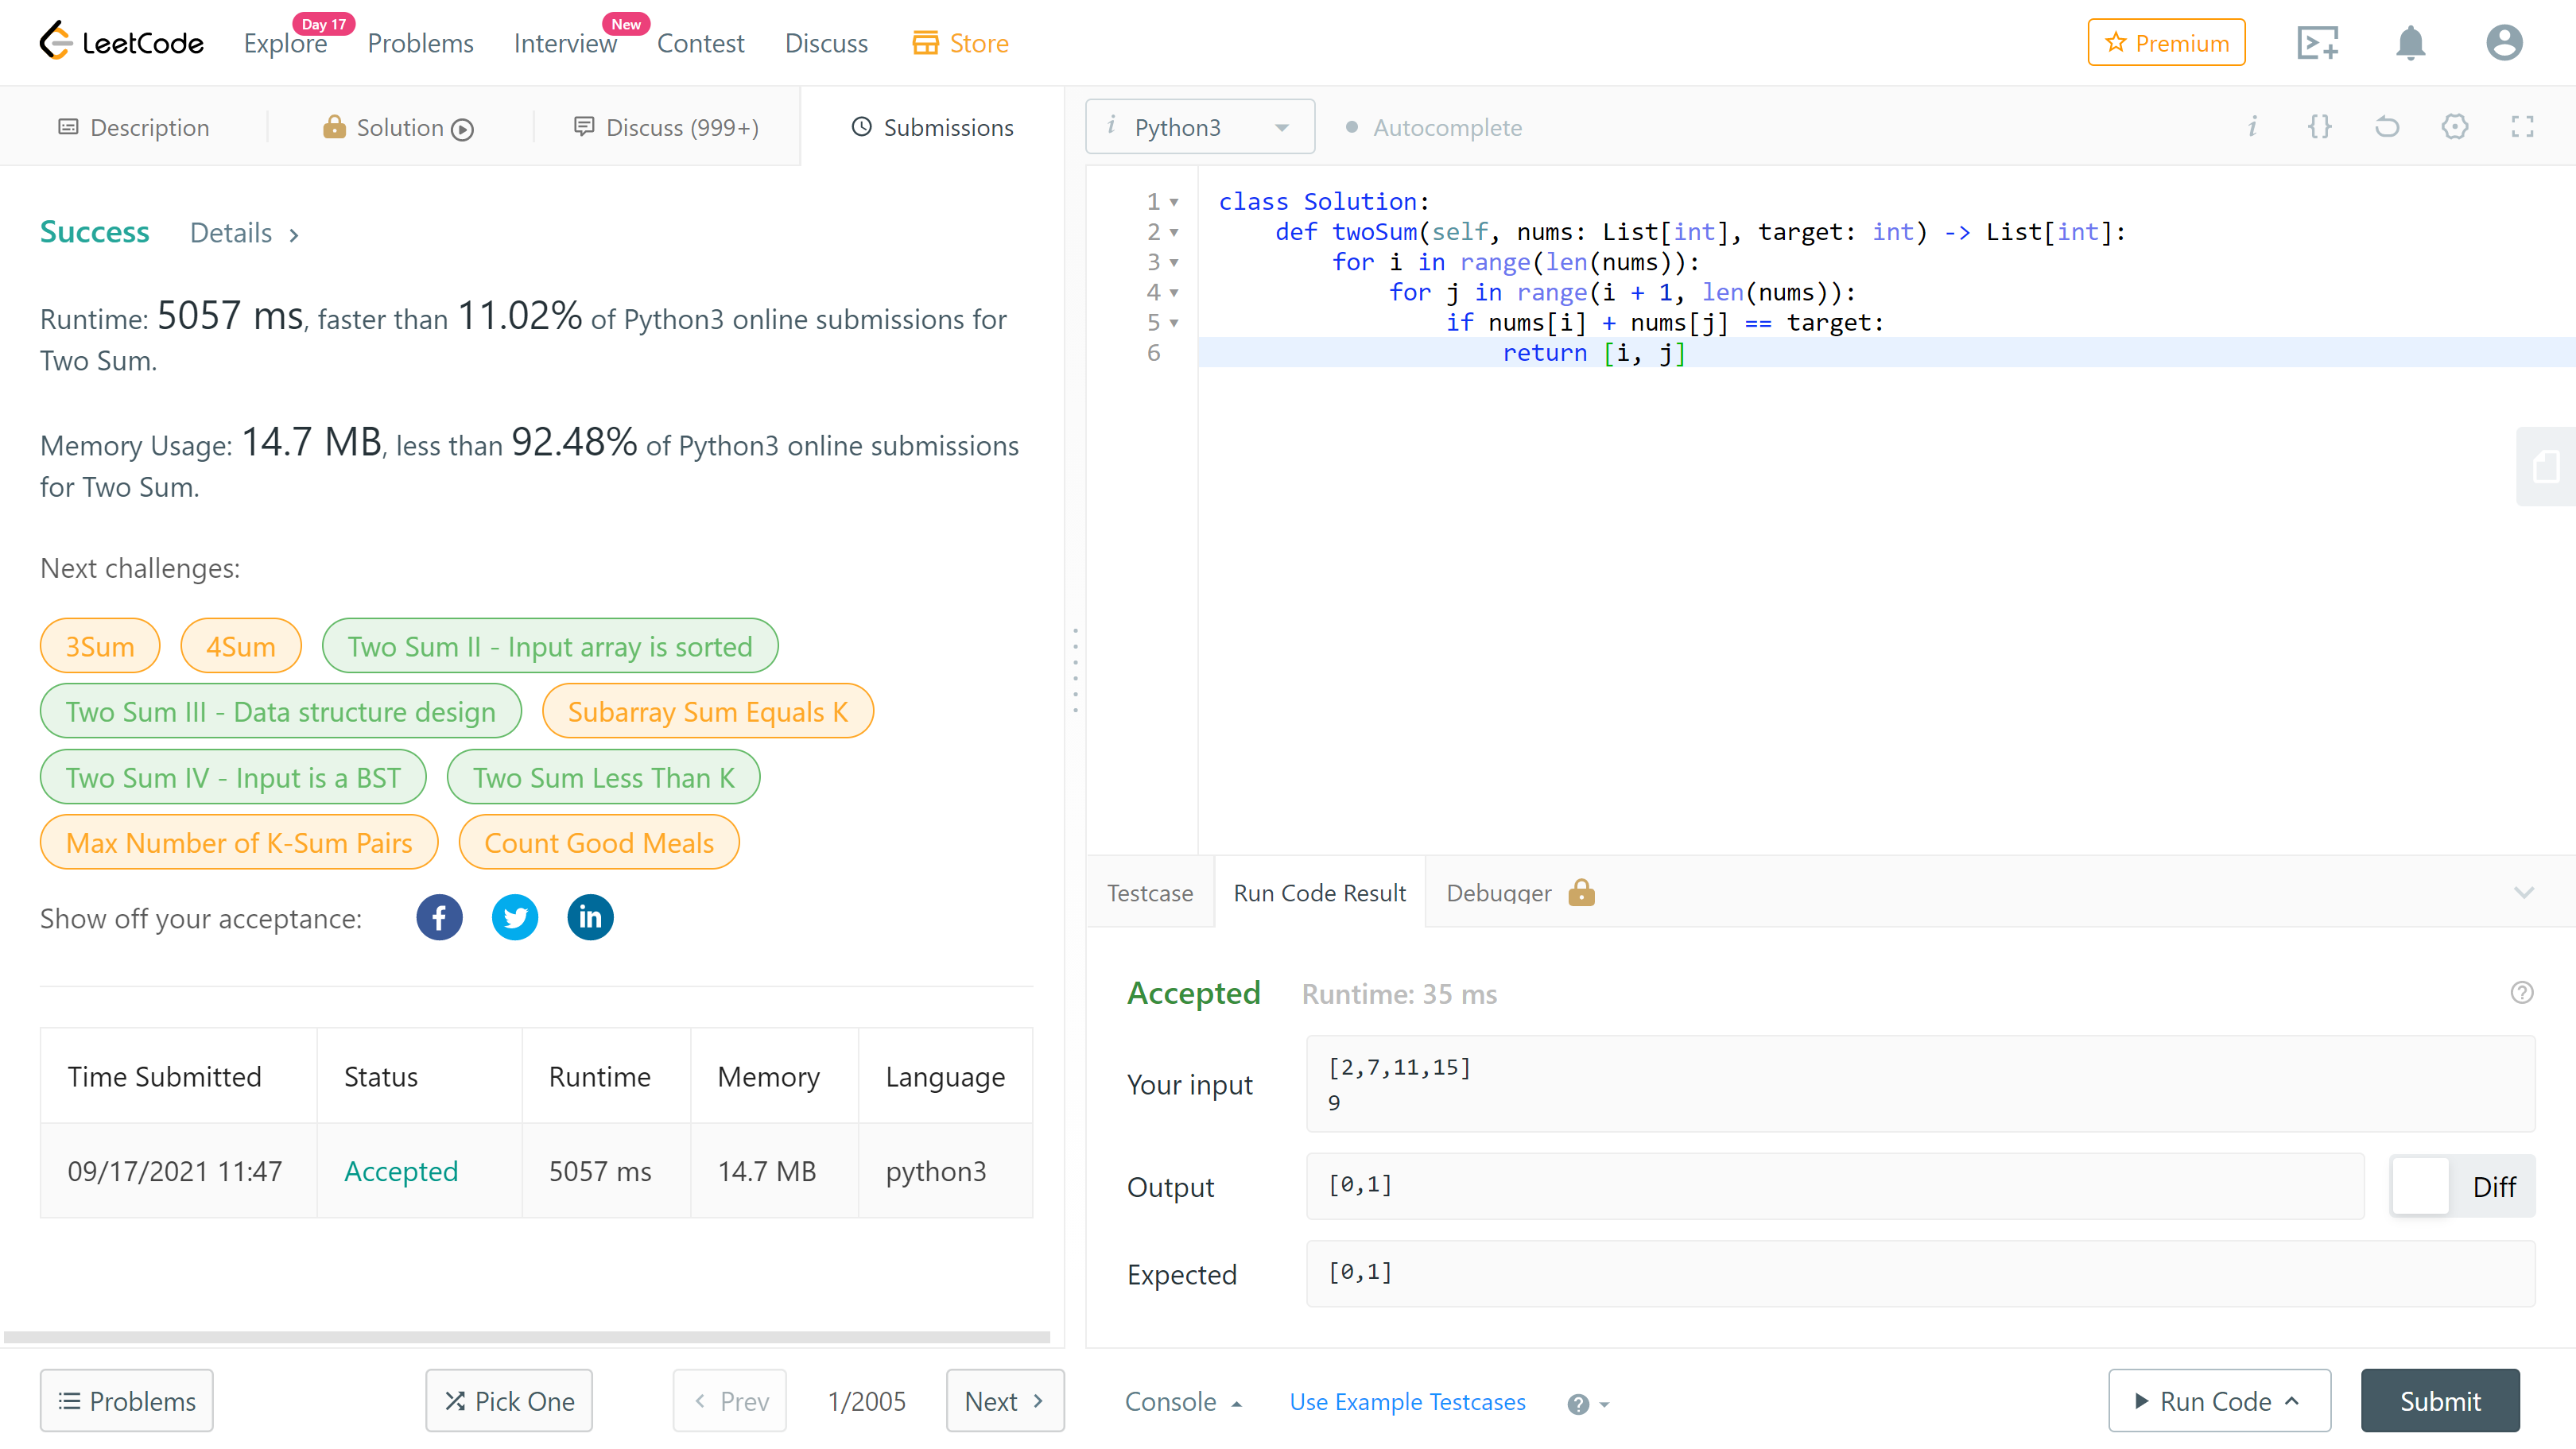 LeetCode
Explore
Day 17
Problems
Interview
New
Contest
Discuss
Store
Premium
Description
Solution
Discuss (999+)
Submissions
Success
Details
Runtime: 5057 ms, faster than 11.02% of Python3 online submissions for
Two Sum.
Memory Usage: 14.7 MB, less than 92.48% of Python3 online submissions
for Two Sum.
Next challenges:
3Sum
4Sum
Two Sum II - Input array is sorted
Two Sum III - Data structure design
Subarray Sum Equals K
Two Sum IV - Input is a BST
Two Sum Less Than K
Max Number of K-Sum Pairs
Count Good Meals
Show off your acceptance:
Time Submitted Status Runtime Memory Language
09/17/2021 11:47 Accepted 5057 ms 14.7 MB python3
Problems
Pick One
Prev
1/2005
Next
i Python3
Autocomplete
i {}
1 class Solution:
2 def twoSum(self, nums: List[int], target: int) -> List[int]:
3 for i in range(len(nums)):
4 for j in range(i + 1, len(nums)):
5 if nums[i] + nums[j] == target:
6 return [i, j]
Testcase
Run Code Result
Debugger
Accepted
Runtime: 35 ms
?
Your input
[2,7,11,15]
9
Output
[0,1]
Diff
Expected
[0,1]
Console
Use Example Testcases
?
Run Code
Submit